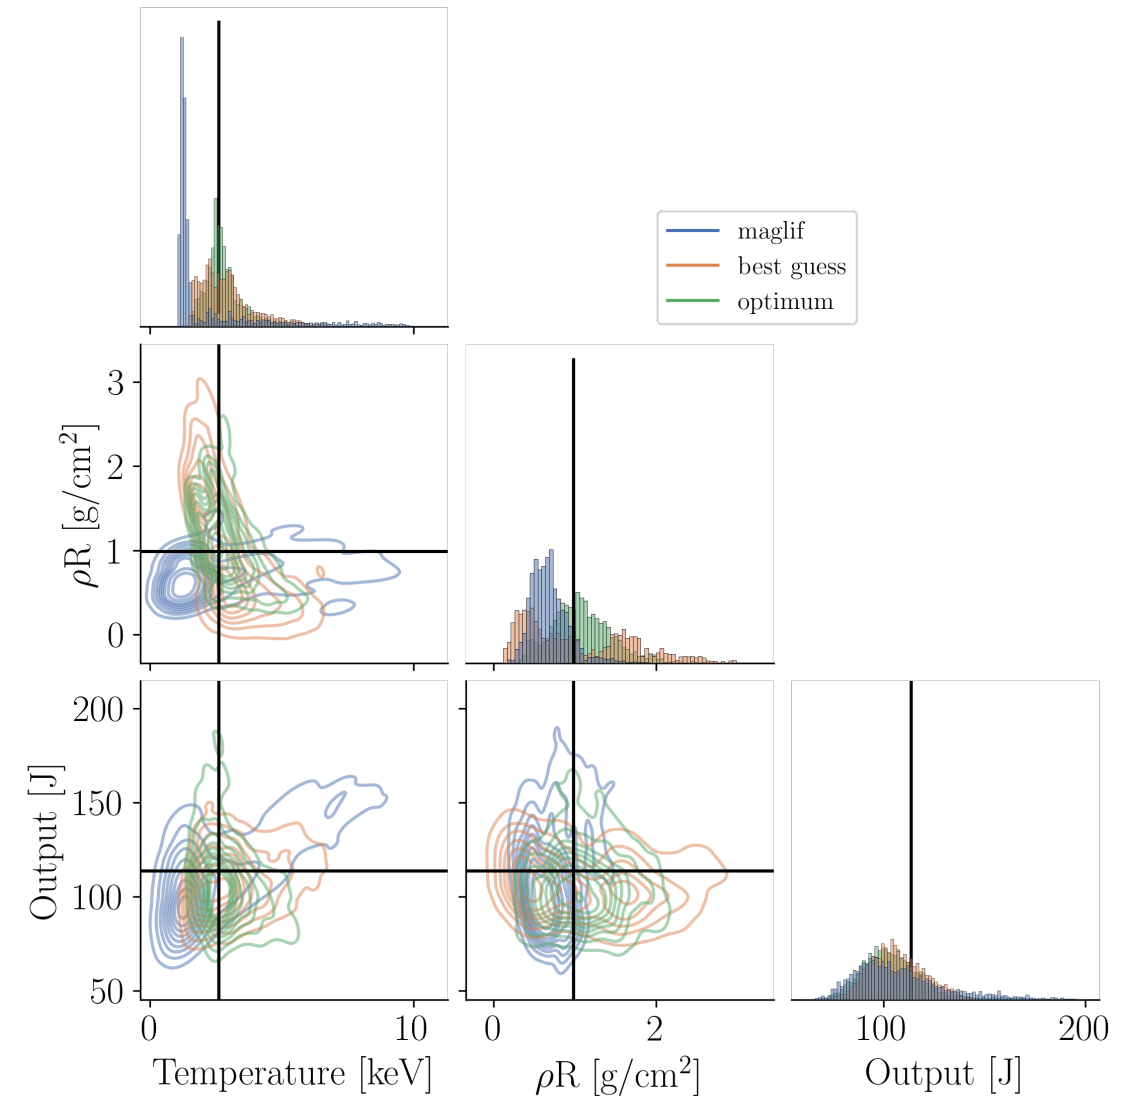 maglif
best guess
optimum
ρR [g/cm²]
3
2
1
0
Output [J]
200
150
100
50
0
10
0
2
100
200
Temperature [keV]
ρR [g/cm²]
Output [J]